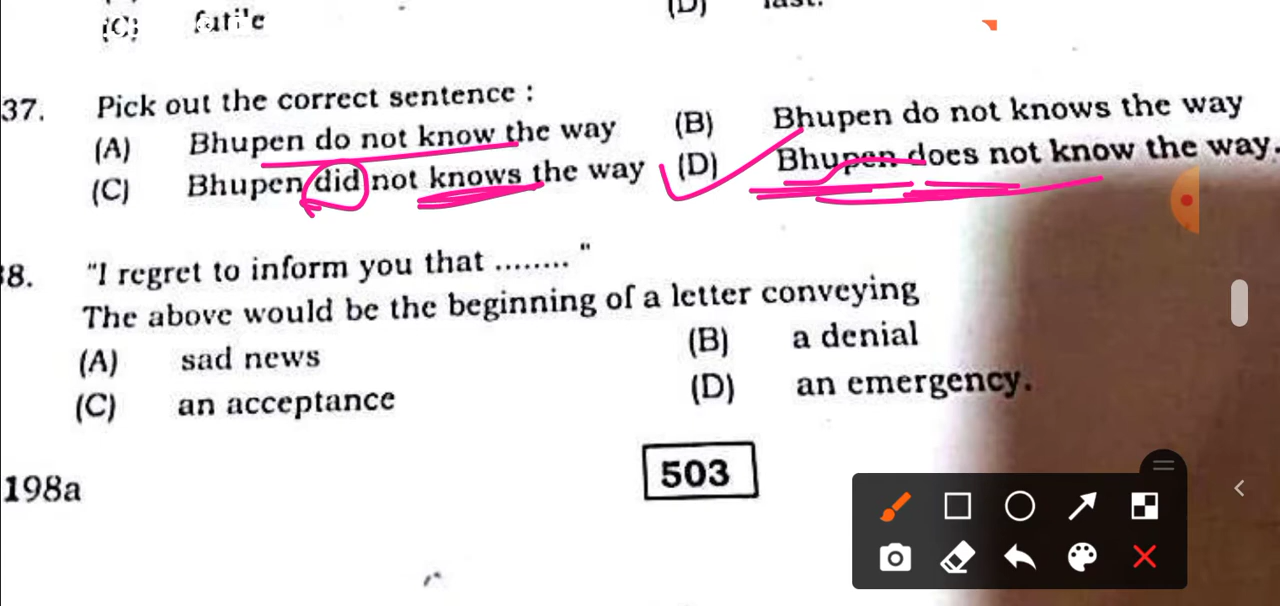 (C) futile (D) last.
37. Pick out the correct sentence :
(A) Bhupen do not know the way (B) Bhupen do not knows the way
(C) Bhupen did not knows the way (D) Bhupen does not know the way.
38. "I regret to inform you that ........ "
The above would be the beginning of a letter conveying
(A) sad news (B) a denial
(C) an acceptance (D) an emergency.
198a 503